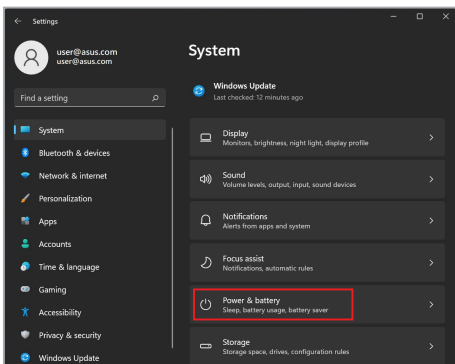 Settings
user@asus.com
user@asus.com
Find a setting
System
Bluetooth & devices
Network & internet
Personalization
Apps
Accounts
Time & language
Gaming
Accessibility
Privacy & security
Windows Update
System
Windows Update
Last checked: 12 minutes ago
Display
Monitors, brightness, night light, display profile
Sound
Volume levels, output, input, sound devices
Notifications
Alerts from apps and system
Focus assist
Notifications, automatic rules
Power & battery
Sleep, battery usage, battery saver
Storage
Storage space, drives, configuration rules